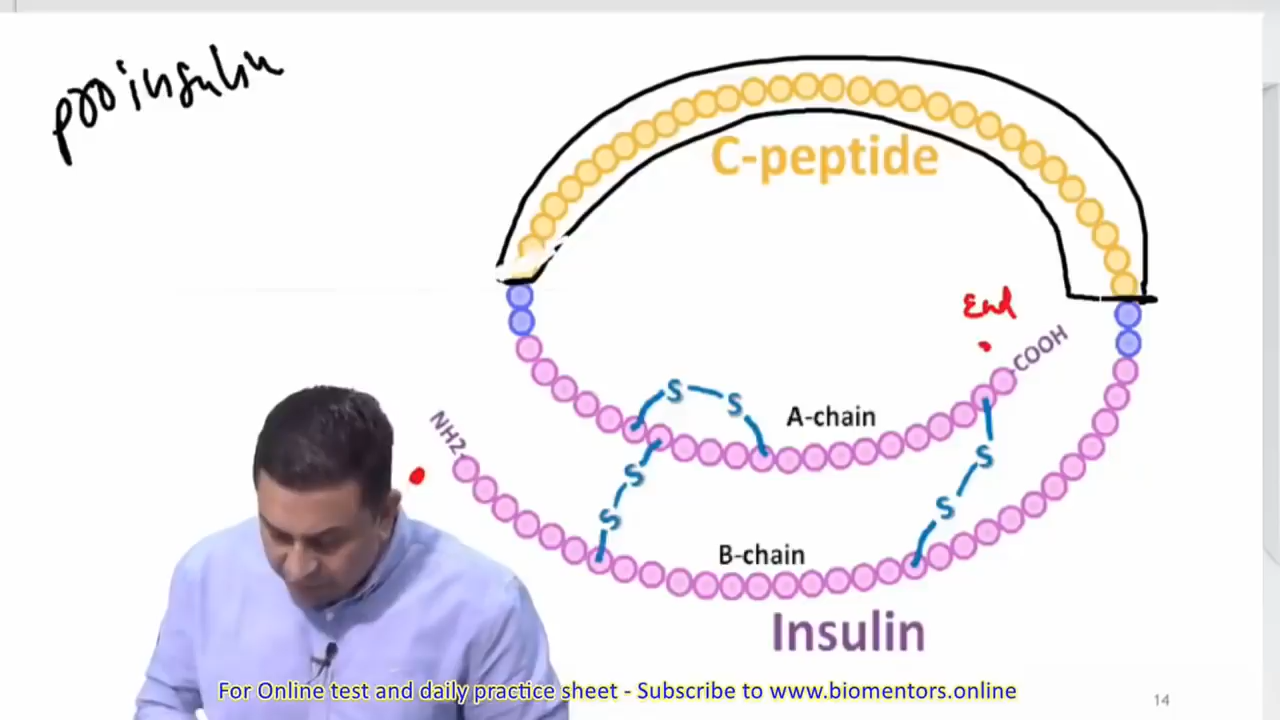 proinsulin
C-peptide
End
COOH
NH2
S S
A-chain
S
S
S
S
B-chain
Insulin
For Online test and daily practice sheet - Subscribe to www.biomentors.online
14